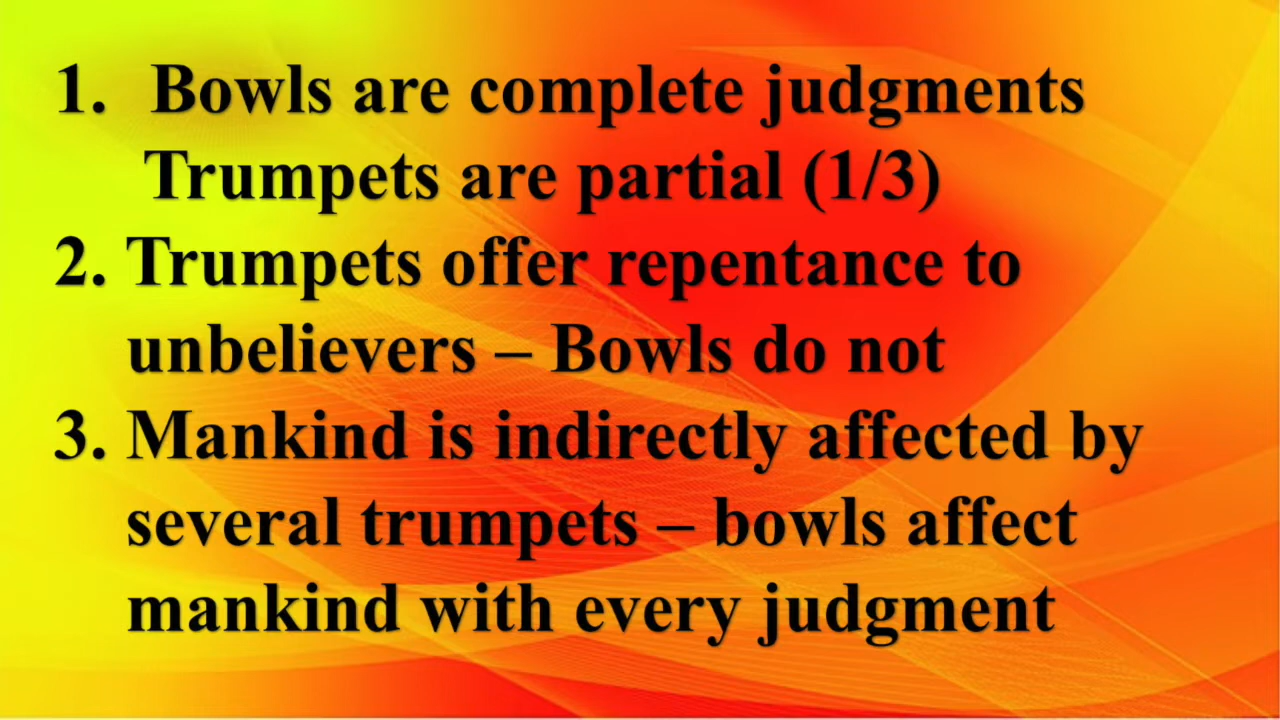 1. Bowls are complete judgments
Trumpets are partial (1/3)
2. Trumpets offer repentance to
unbelievers – Bowls do not
3. Mankind is indirectly affected by
several trumpets – bowls affect
mankind with every judgment